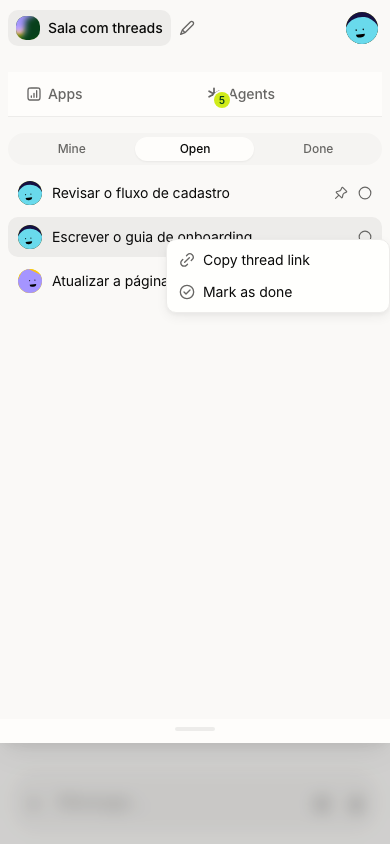 Sala com threads
Apps
5
Agents
Mine
Open
Done
Revisar o fluxo de cadastro
Escrever o guia de onboarding
Copy thread link
Atualizar a página
Mark as done